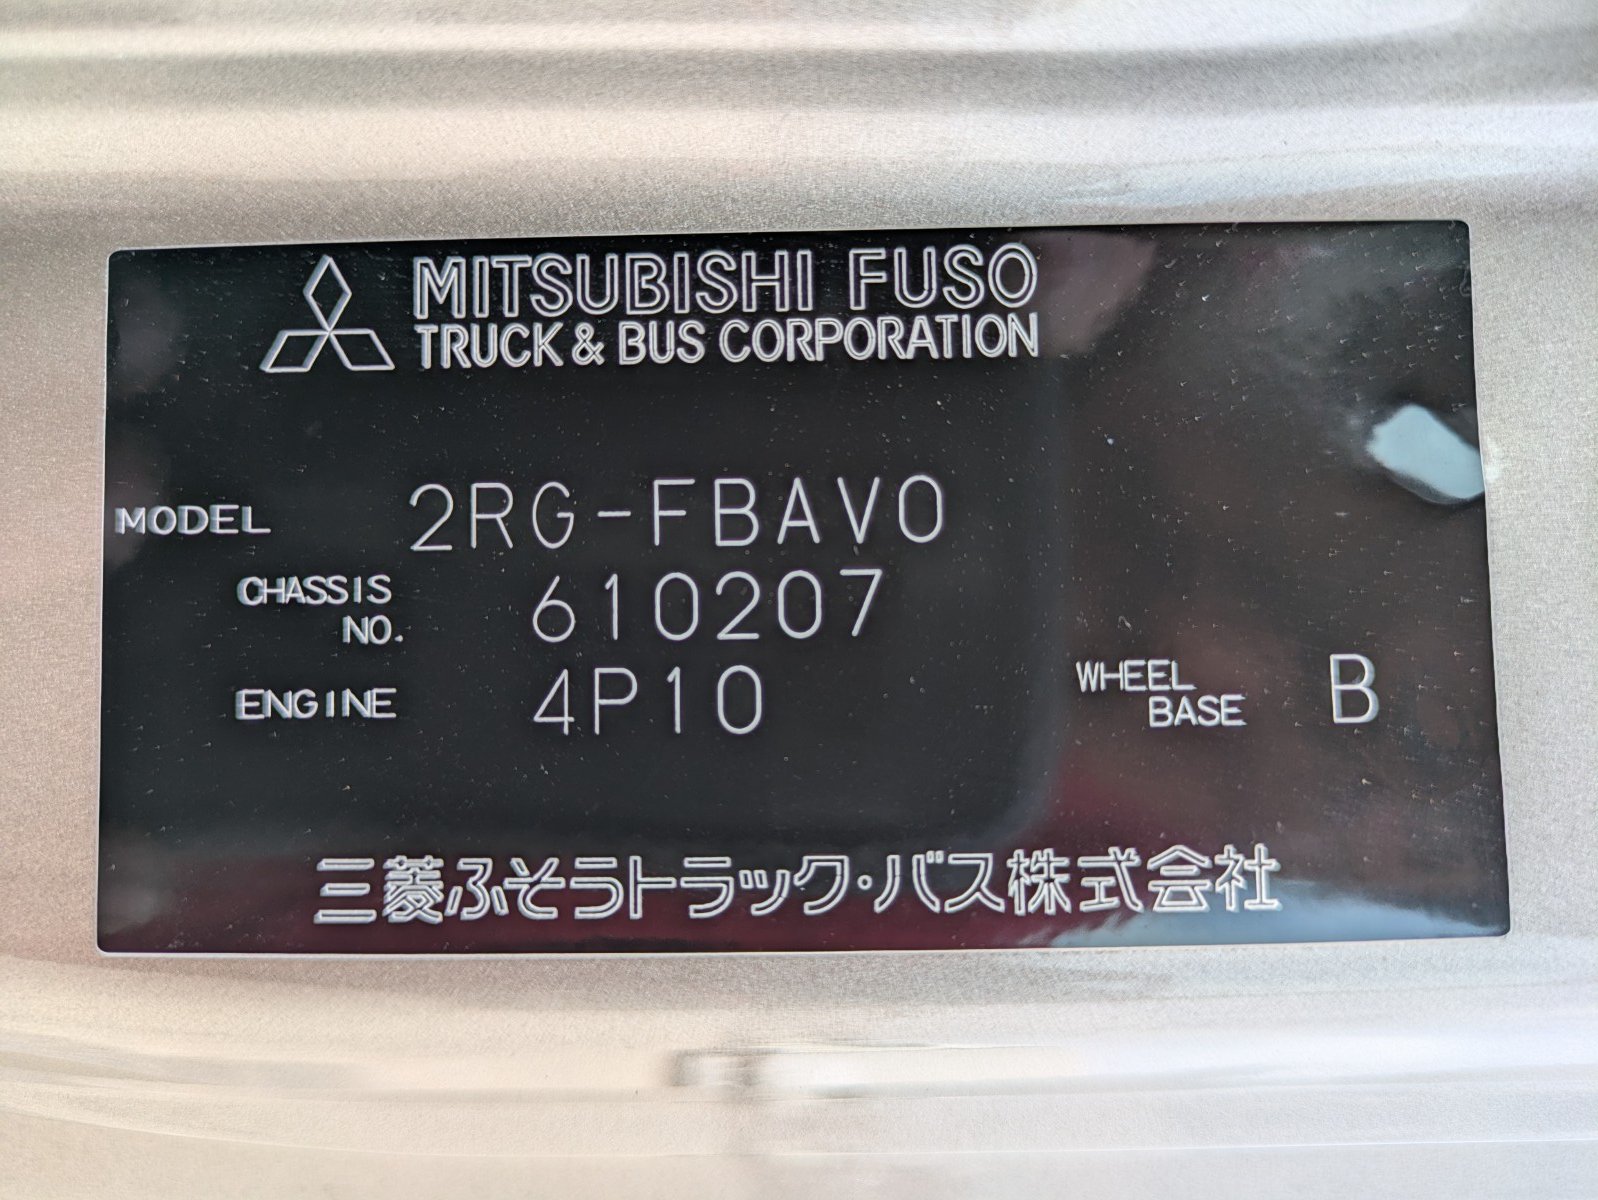 MITSUBISHI FUSO
TRUCK & BUS CORPORATION
MODEL 2RG-FBAV0
CHASSIS NO. 610207
ENGINE 4P10
WHEEL BASE B
三菱ふそうトラック・バス株式会社